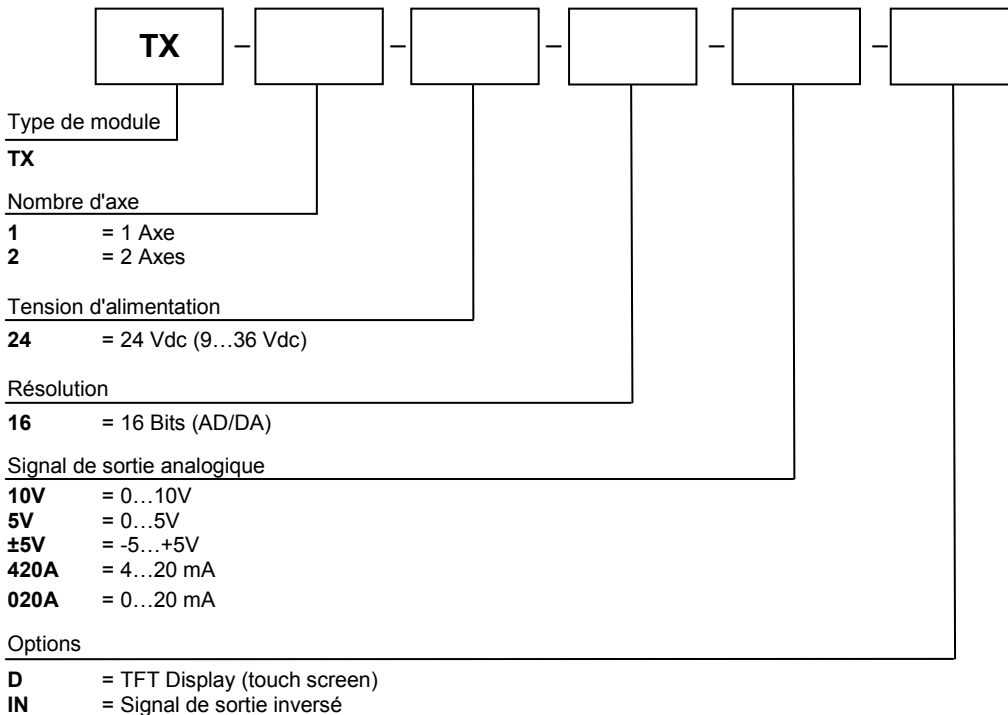 TX – – – – –
Type de module
TX
Nombre d'axe
1 = 1 Axe
2 = 2 Axes
Tension d'alimentation
24 = 24 Vdc (9…36 Vdc)
Résolution
16 = 16 Bits (AD/DA)
Signal de sortie analogique
10V = 0…10V
5V = 0…5V
±5V = -5…+5V
420A = 4…20 mA
020A = 0…20 mA
Options
D = TFT Display (touch screen)
IN = Signal de sortie inversé